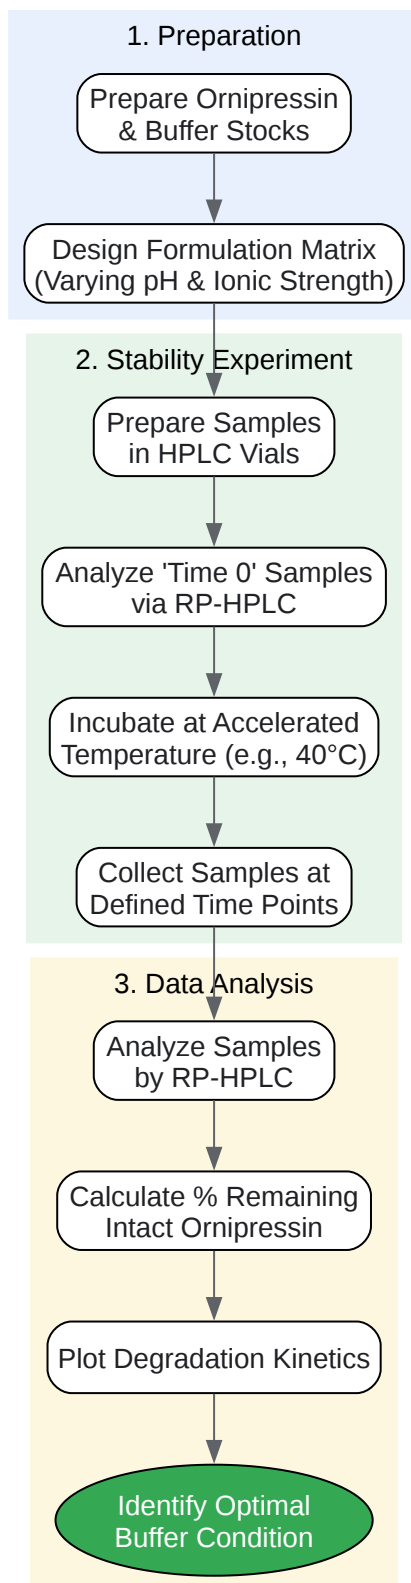 1. Preparation
Prepare Ornipressin
& Buffer Stocks
Design Formulation Matrix
(Varying pH & Ionic Strength)
2. Stability Experiment
Prepare Samples
in HPLC Vials
Analyze 'Time 0' Samples
via RP-HPLC
Incubate at Accelerated
Temperature (e.g., 40°C)
Collect Samples at
Defined Time Points
3. Data Analysis
Analyze Samples
by RP-HPLC
Calculate % Remaining
Intact Ornipressin
Plot Degradation Kinetics
Identify Optimal
Buffer Condition